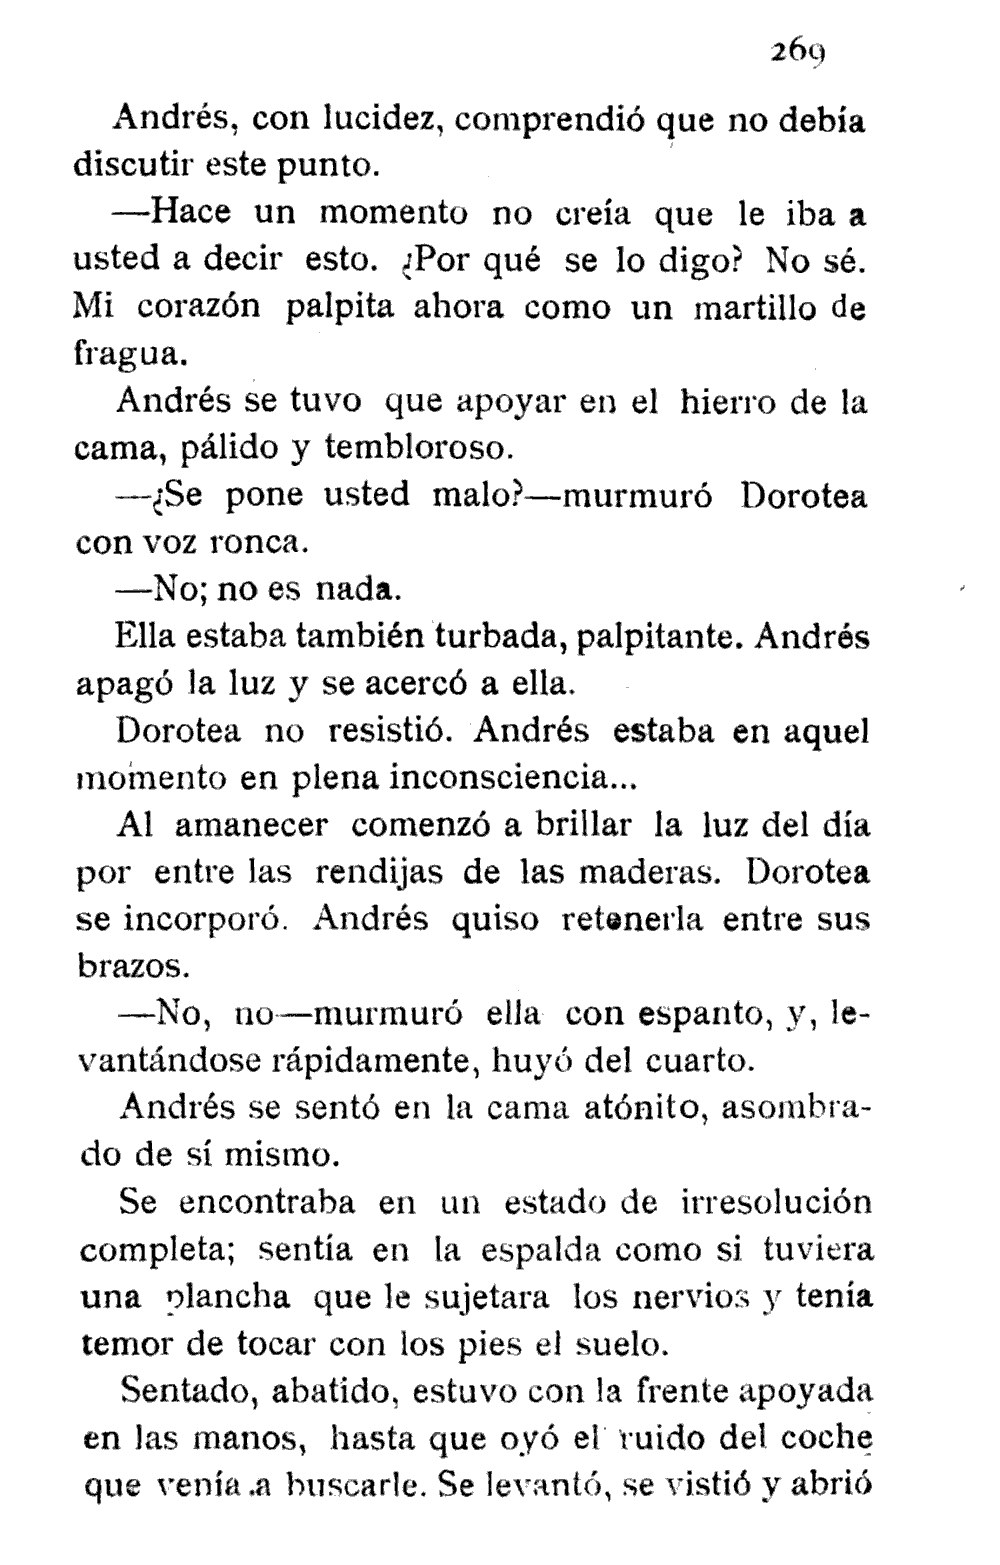 269
Andrés, con lucidez, comprendió que no debía
discutir este punto.
—Hace un momento no creía que le iba a
usted a decir esto. ¿Por qué se lo digo? No sé.
Mi corazón palpita ahora como un martillo de
fragua.
Andrés se tuvo que apoyar en el hierro de la
cama, pálido y tembloroso.
—¿Se pone usted malo?—murmuró Dorotea
con voz ronca.
—No; no es nada.
Ella estaba también turbada, palpitante. Andrés
apagó la luz y se acercó a ella.
Dorotea no resistió. Andrés estaba en aquel
momento en plena inconsciencia...
Al amanecer comenzó a brillar la luz del día
por entre las rendijas de las maderas. Dorotea
se incorporó. Andrés quiso retenerla entre sus
brazos.
—No, no—murmuró ella con espanto, y, le-
vantándose rápidamente, huyó del cuarto.
Andrés se sentó en la cama atónito, asombra-
do de sí mismo.
Se encontraba en un estado de irresolución
completa; sentía en la espalda como si tuviera
una plancha que le sujetara los nervios y tenía
temor de tocar con los pies el suelo.
Sentado, abatido, estuvo con la frente apoyada
en las manos, hasta que oyó el ruido del coche
que venía a buscarle. Se levantó, se vistió y abrió